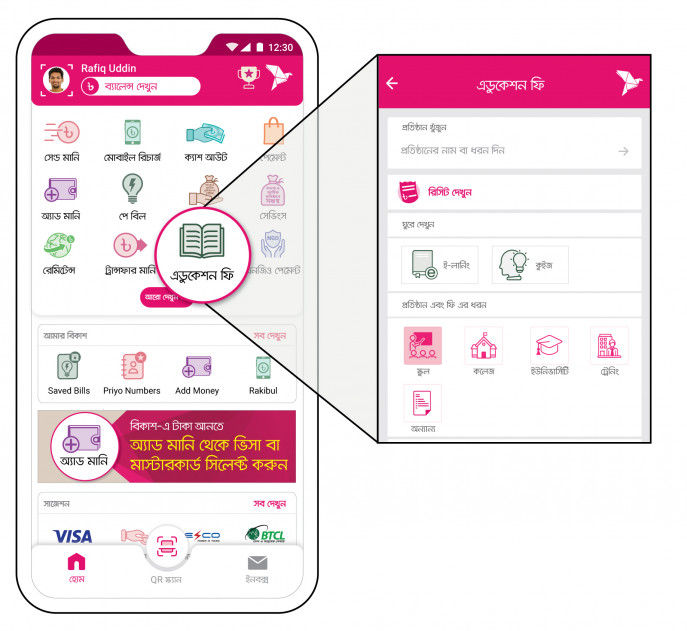 12:30
Rafiq Uddin
ব্যালেন্স দেখুন
সেন্ড মানি
মোবাইল রিচার্জ
ক্যাশ আউট
পেমেন্ট
অ্যাড মানি
পে বিল
সেভিংস
রেমিটেন্স
ট্রান্সফার মানি
এডুকেশন ফি
এনজিও পেমেন্ট
NGO
আরো দেখুন
আমার বিকাশ
সব দেখুন
Saved Bills
Priyo Numbers
Add Money
Rakibul
অ্যাড মানি
বিকাশ-এ টাকা আনতে
অ্যাড মানি থেকে ভিসা বা
মাস্টারকার্ড সিলেক্ট করুন
সাজেশন
সব দেখুন
VISA
BTCL
হোম
QR স্ক্যান
ইনবক্স
এডুকেশন ফি
প্রতিষ্ঠান খুঁজুন
প্রতিষ্ঠানের নাম বা ধরন দিন
রিসিট দেখুন
ঘুরে দেখুন
ই-লার্নিং
কুইজ
প্রতিষ্ঠান এবং ফি এর ধরন
স্কুল
কলেজ
ইউনিভার্সিটি
ট্রেনিং
অন্যান্য